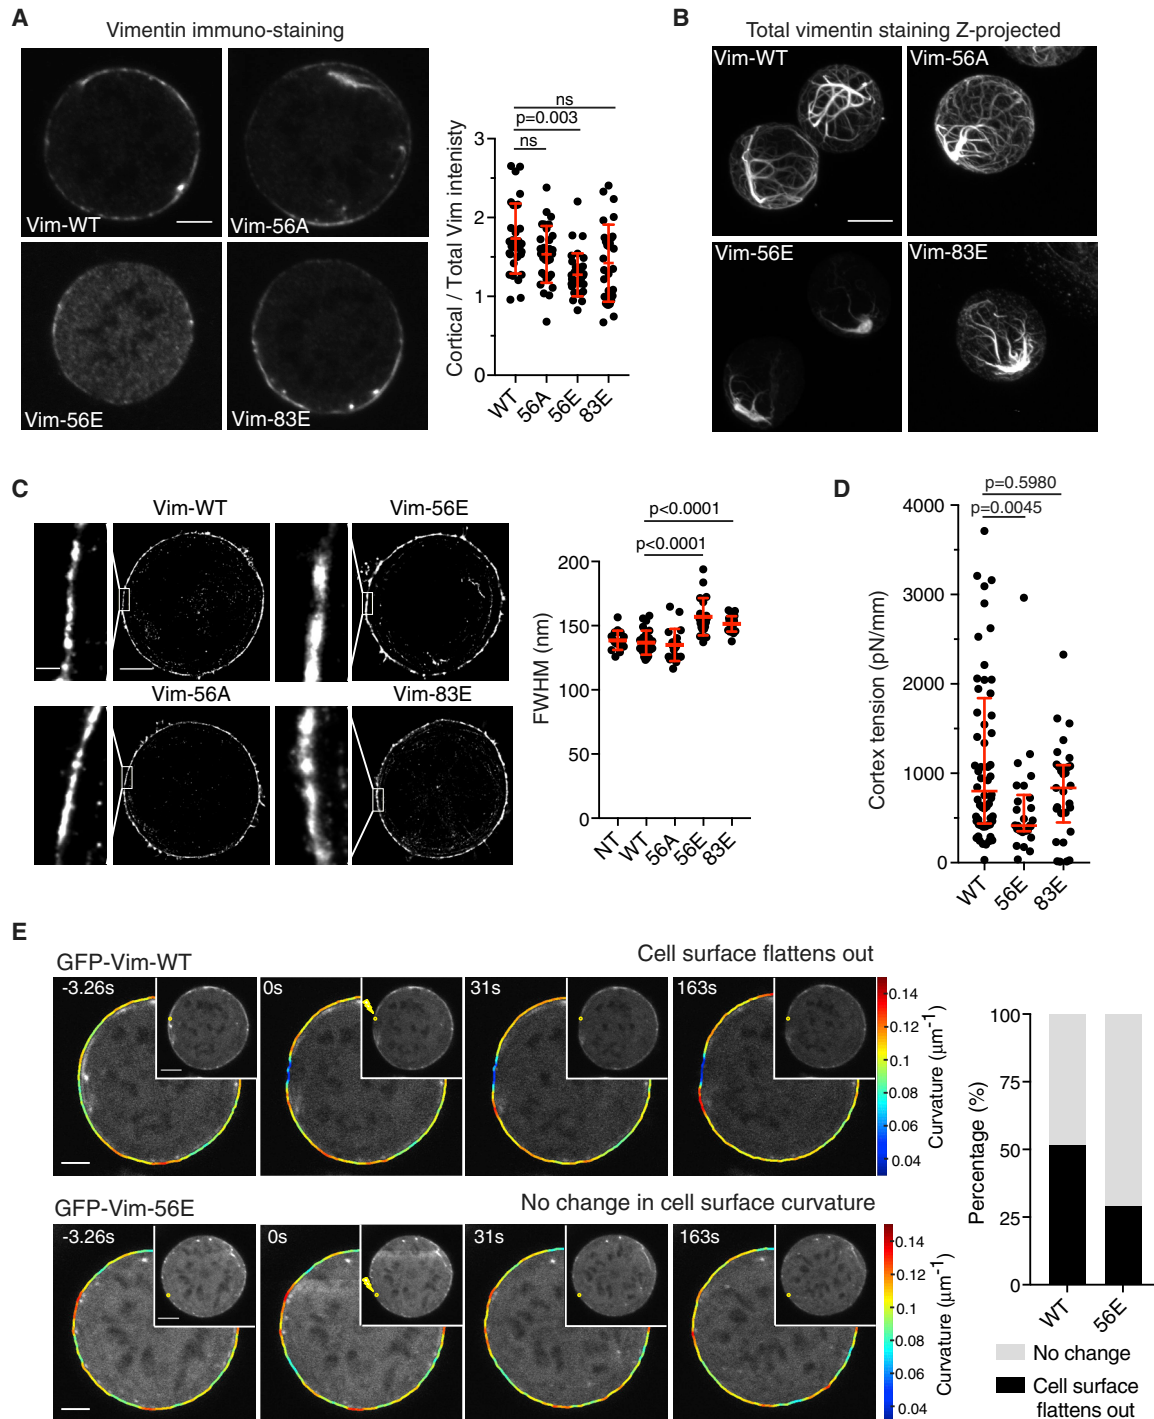 A
Vimentin immuno-staining
Vim-WT
Vim-56A
Vim-56E
Vim-83E
ns
p=0.003
ns
Cortical / Total Vim intenisty
3
2
1
0
WT
56A
56E
83E
B
Total vimentin staining Z-projected
Vim-WT
Vim-56A
Vim-56E
Vim-83E
C
Vim-WT
Vim-56E
Vim-56A
Vim-83E
p<0.0001
p<0.0001
FWHM (nm)
200
150
100
50
0
NT
WT
56A
56E
83E
D
p=0.5980
p=0.0045
Cortex tension (pN/mm)
4000
3000
2000
1000
0
WT
56E
83E
E
GFP-Vim-WT
Cell surface flattens out
-3.26s
0s
31s
163s
0.14
0.12
0.1
0.08
0.06
0.04
Curvature (μm⁻¹)
GFP-Vim-56E
No change in cell surface curvature
-3.26s
0s
31s
163s
0.14
0.12
0.1
0.08
0.06
0.04
Curvature (μm⁻¹)
Percentage (%)
100
75
50
25
0
WT
56E
No change
Cell surface
flattens out